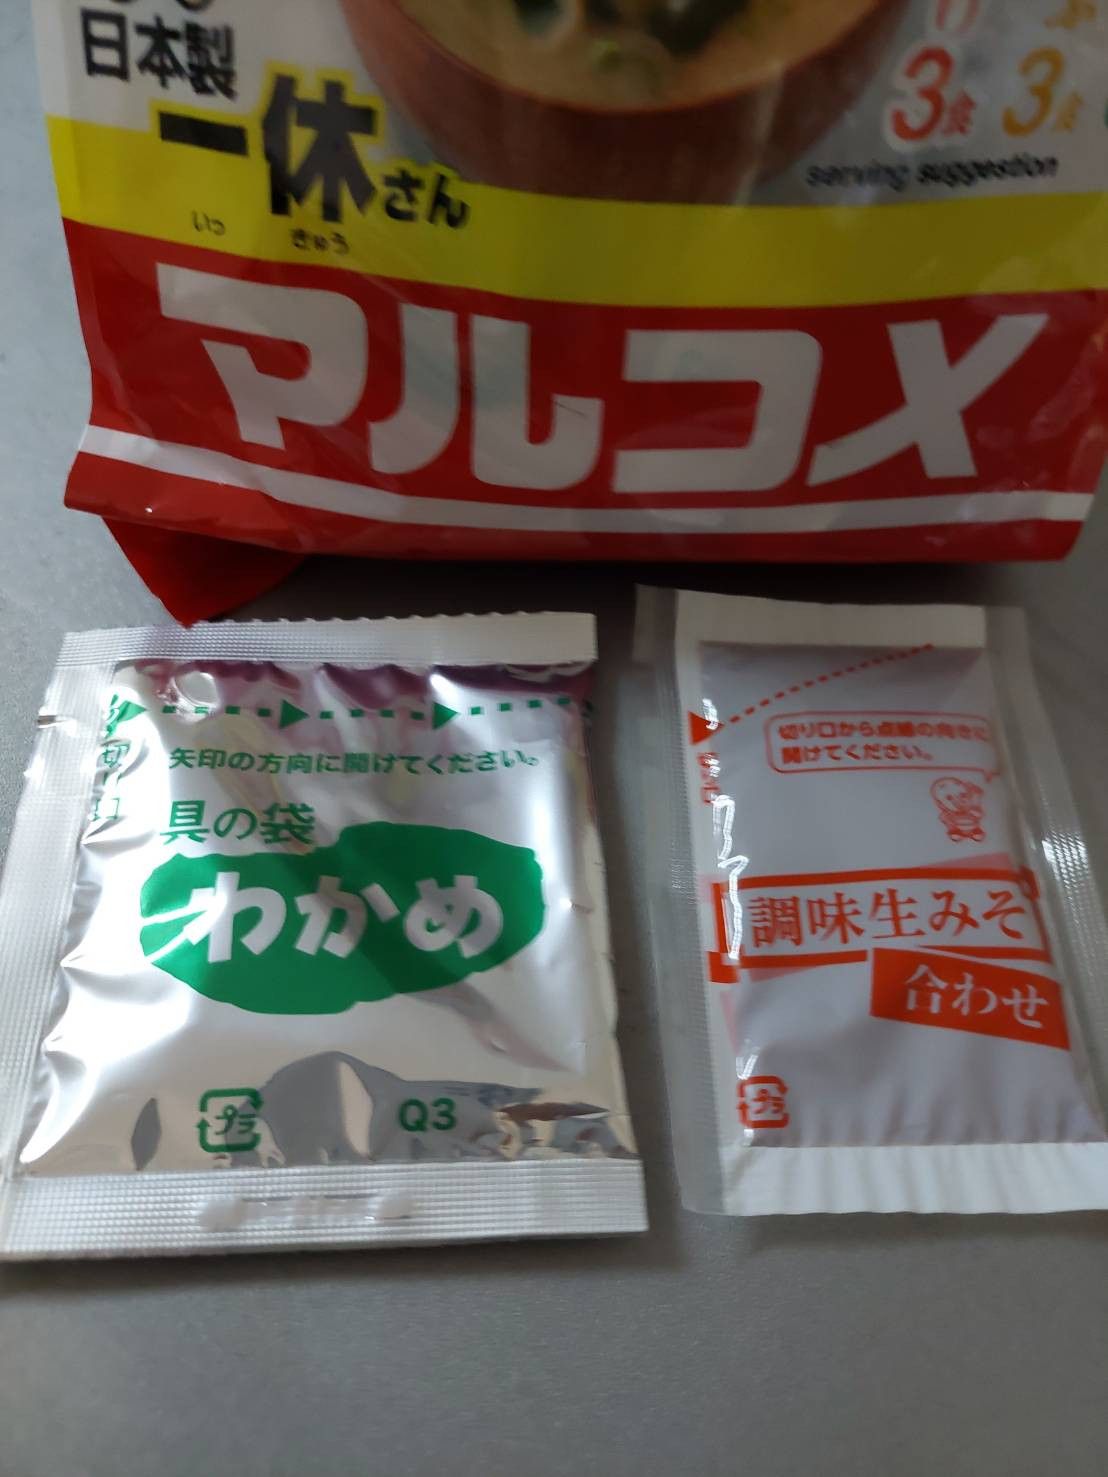 日本製
一休さん
いっ きゅう
3食 3食
serving suggestion
マルコメ
切り口
矢印の方向に開けてください。
具の袋
わかめ
プラ
Q3
切り口から点線の向きに
開けてください。
調味生みそ
合わせ
プラ